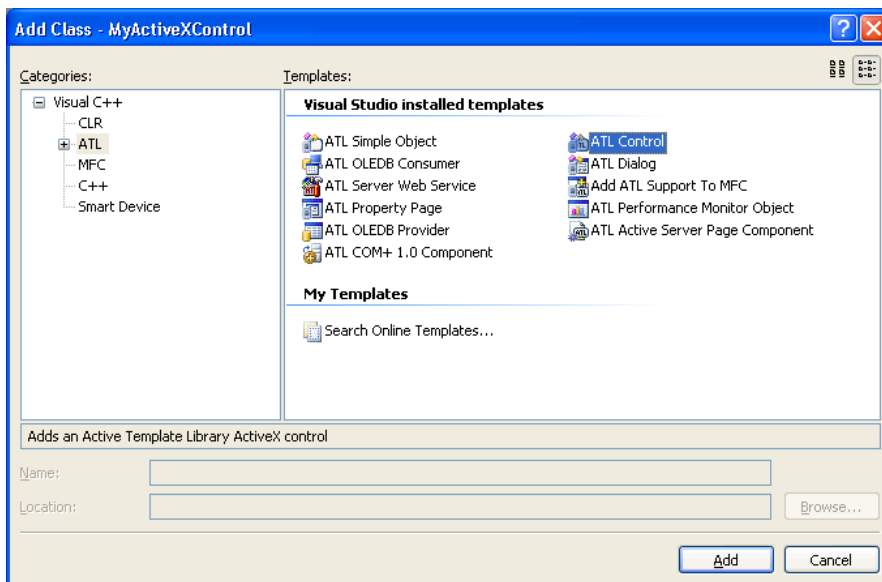 Add Class - MyActiveXControl
Categories:
Templates:
Visual C++
CLR
ATL
MFC
C++
Smart Device
Visual Studio installed templates
ATL Simple Object
ATL Control
ATL OLEDB Consumer
ATL Dialog
ATL Server Web Service
Add ATL Support To MFC
ATL Property Page
ATL Performance Monitor Object
ATL OLEDB Provider
ATL Active Server Page Component
ATL COM+ 1.0 Component
My Templates
Search Online Templates...
Adds an Active Template Library ActiveX control
Name:
Location:
Browse...
Add
Cancel